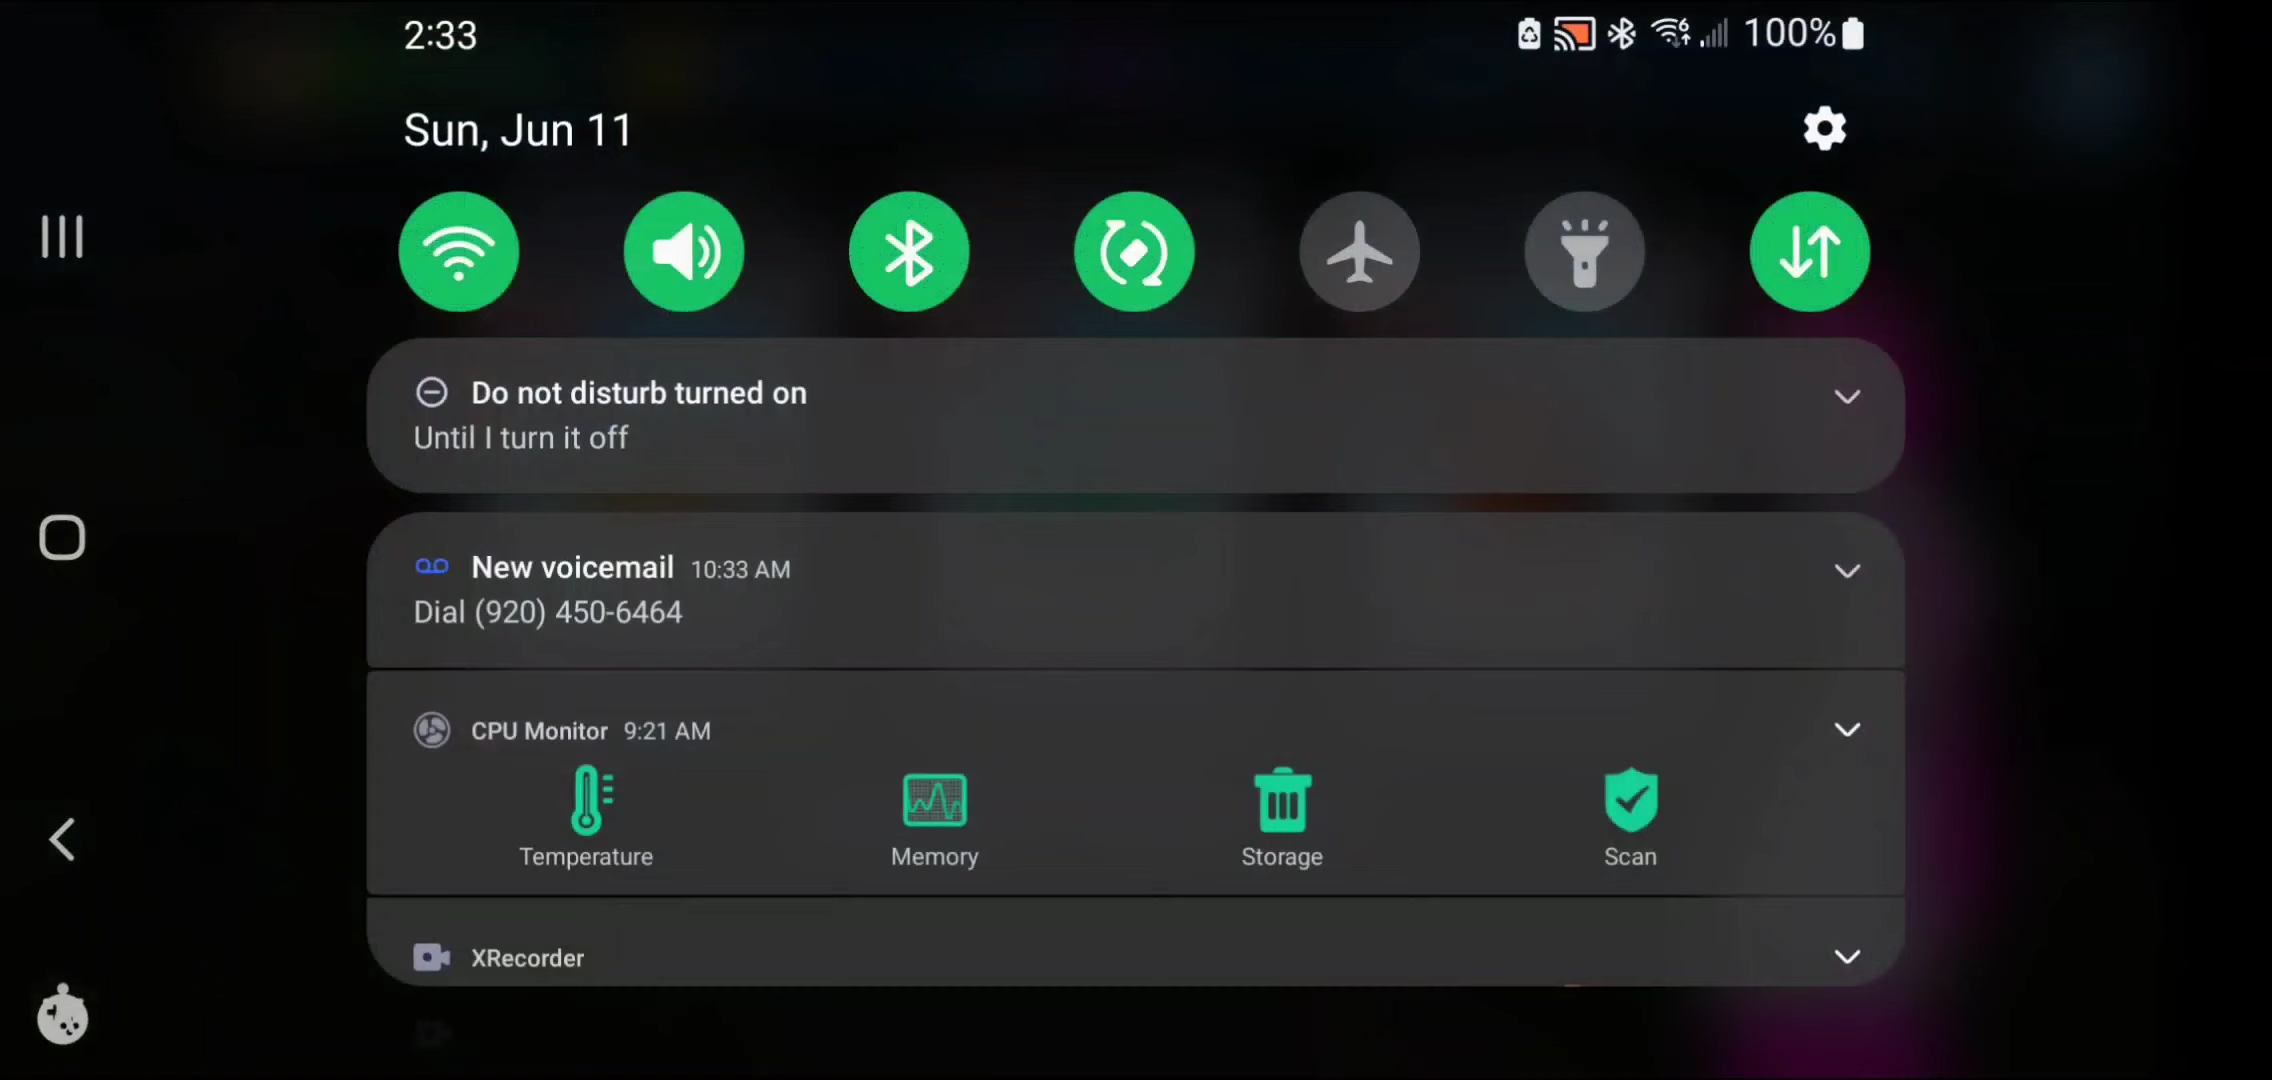 2:33
100%
Sun, Jun 11
Do not disturb turned on
Until I turn it off
New voicemail 10:33 AM
Dial (920) 450-6464
CPU Monitor 9:21 AM
Temperature
Memory
Storage
Scan
XRecorder